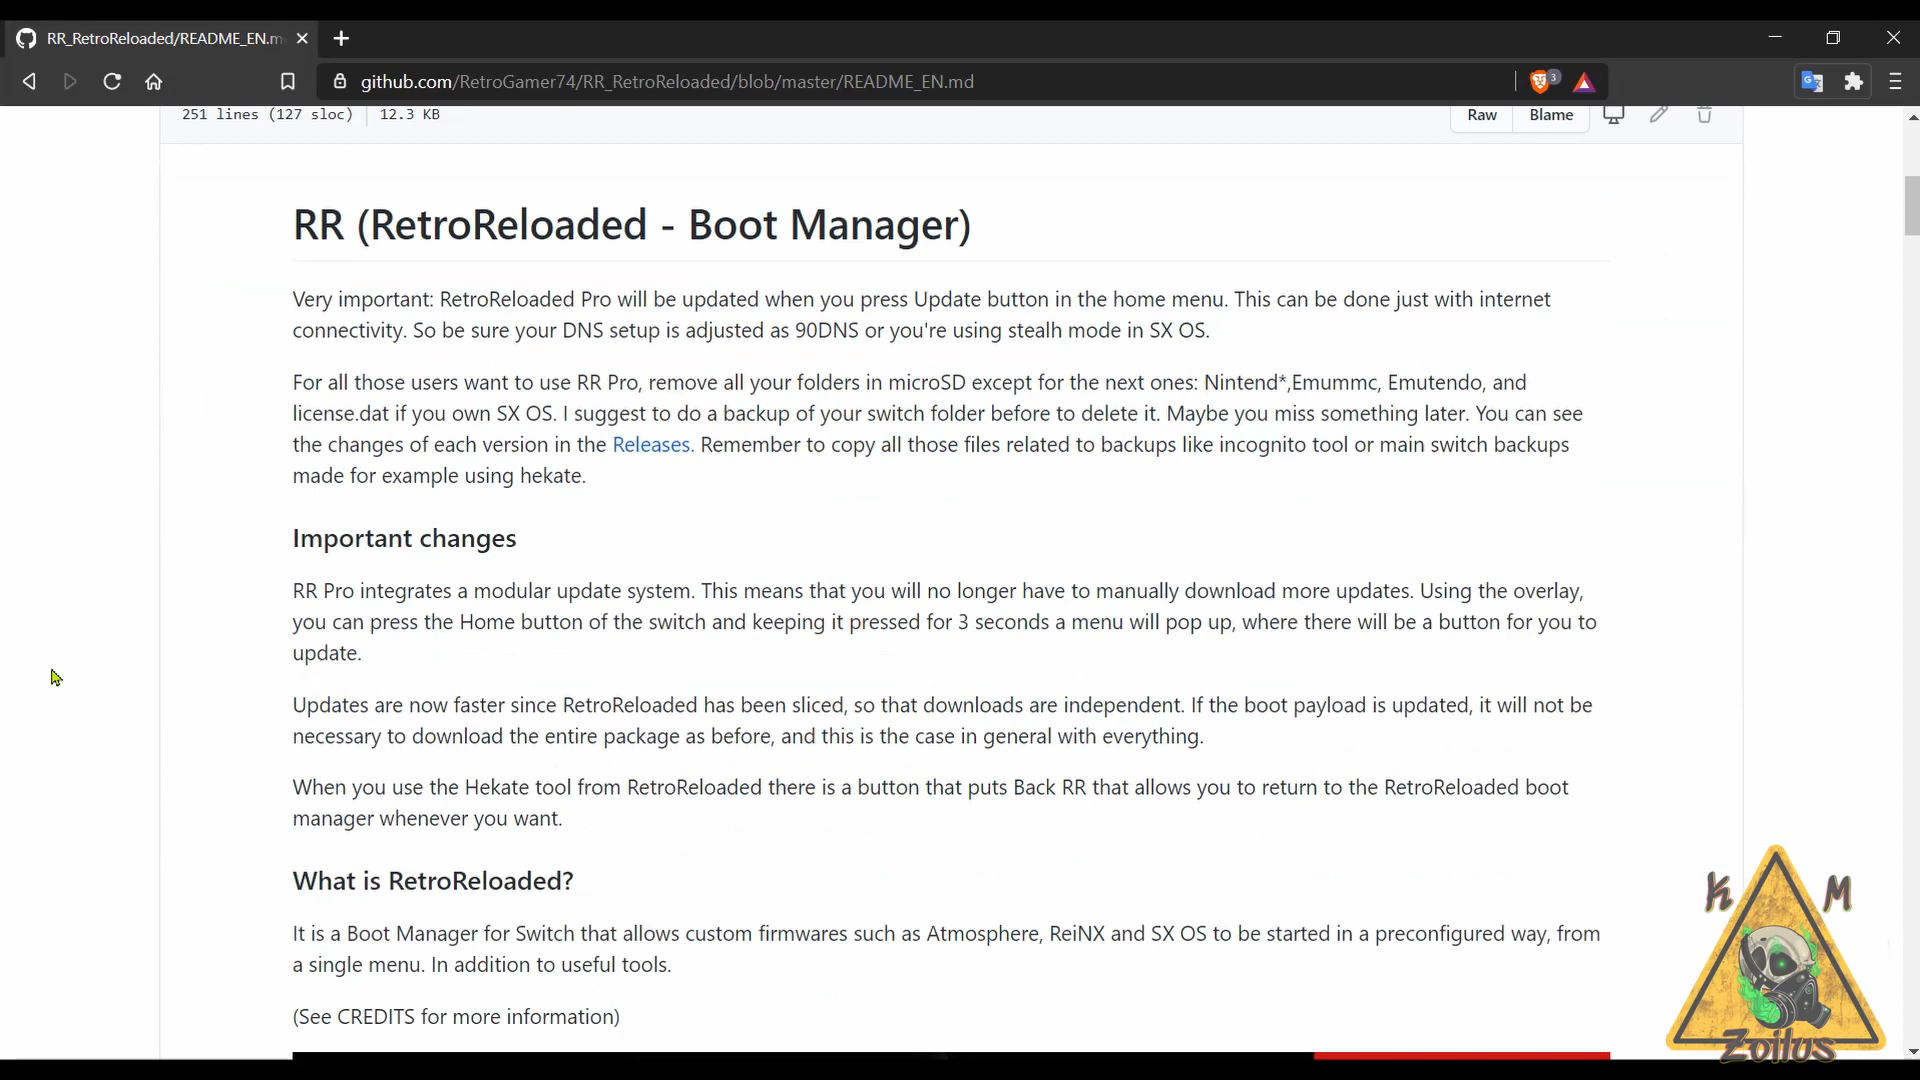 RR_RetroReloaded/README_EN.m
github.com/RetroGamer74/RR_RetroReloaded/blob/master/README_EN.md
3
251 lines (127 sloc) 12.3 KB
Raw Blame
RR (RetroReloaded - Boot Manager)
Very important: RetroReloaded Pro will be updated when you press Update button in the home menu. This can be done just with internet
connectivity. So be sure your DNS setup is adjusted as 90DNS or you're using stealh mode in SX OS.
For all those users want to use RR Pro, remove all your folders in microSD except for the next ones: Nintend*,Emummc, Emutendo, and
license.dat if you own SX OS. I suggest to do a backup of your switch folder before to delete it. Maybe you miss something later. You can see
the changes of each version in the Releases. Remember to copy all those files related to backups like incognito tool or main switch backups
made for example using hekate.
Important changes
RR Pro integrates a modular update system. This means that you will no longer have to manually download more updates. Using the overlay,
you can press the Home button of the switch and keeping it pressed for 3 seconds a menu will pop up, where there will be a button for you to
update.
Updates are now faster since RetroReloaded has been sliced, so that downloads are independent. If the boot payload is updated, it will not be
necessary to download the entire package as before, and this is the case in general with everything.
When you use the Hekate tool from RetroReloaded there is a button that puts Back RR that allows you to return to the RetroReloaded boot
manager whenever you want.
What is RetroReloaded?
It is a Boot Manager for Switch that allows custom firmwares such as Atmosphere, ReiNX and SX OS to be started in a preconfigured way, from
a single menu. In addition to useful tools.
(See CREDITS for more information)
K M
Zoilus